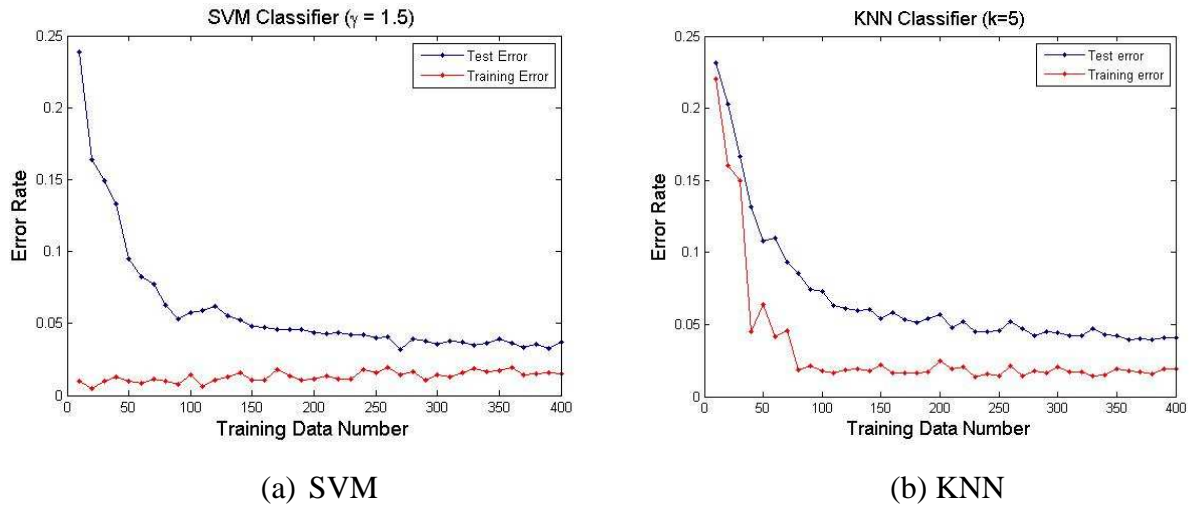 SVM Classifier (γ = 1.5)
0.25
0.2
0.15
0.1
0.05
0
Error Rate
Test Error
Training Error
0 50 100 150 200 250 300 350 400
Training Data Number
(a) SVM
KNN Classifier (k=5)
0.25
0.2
0.15
0.1
0.05
0
Error Rate
Test error
Training error
0 50 100 150 200 250 300 350 400
Training Data Number
(b) KNN